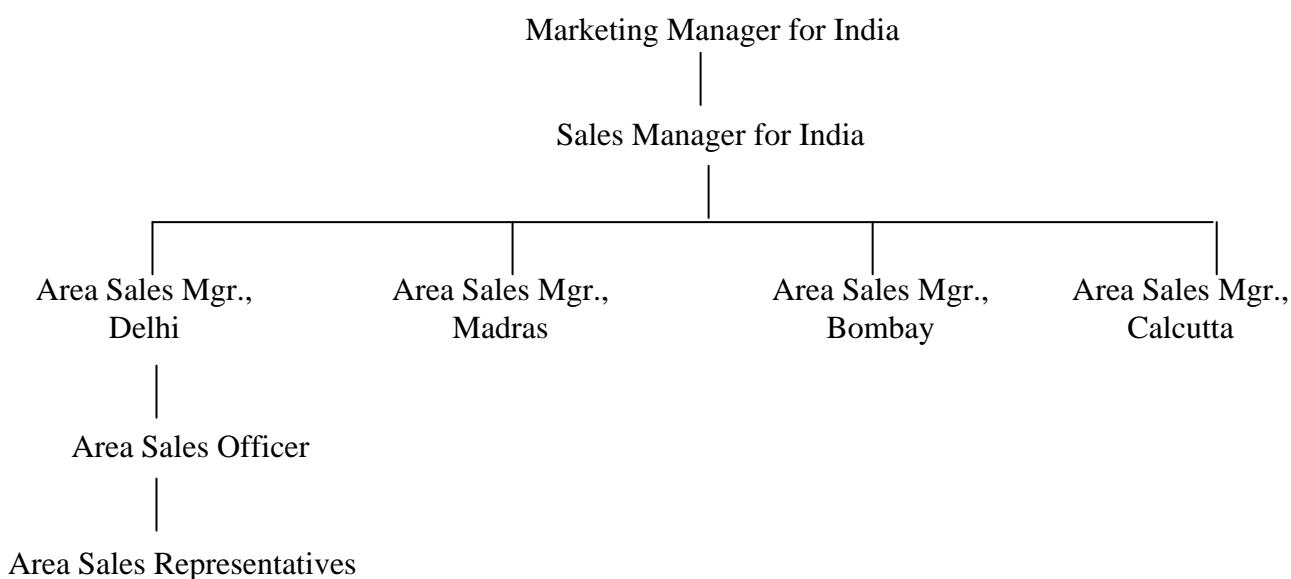 Marketing Manager for India
Sales Manager for India
Area Sales Mgr.,
Delhi
Area Sales Mgr.,
Madras
Area Sales Mgr.,
Bombay
Area Sales Mgr.,
Calcutta
Area Sales Officer
Area Sales Representatives